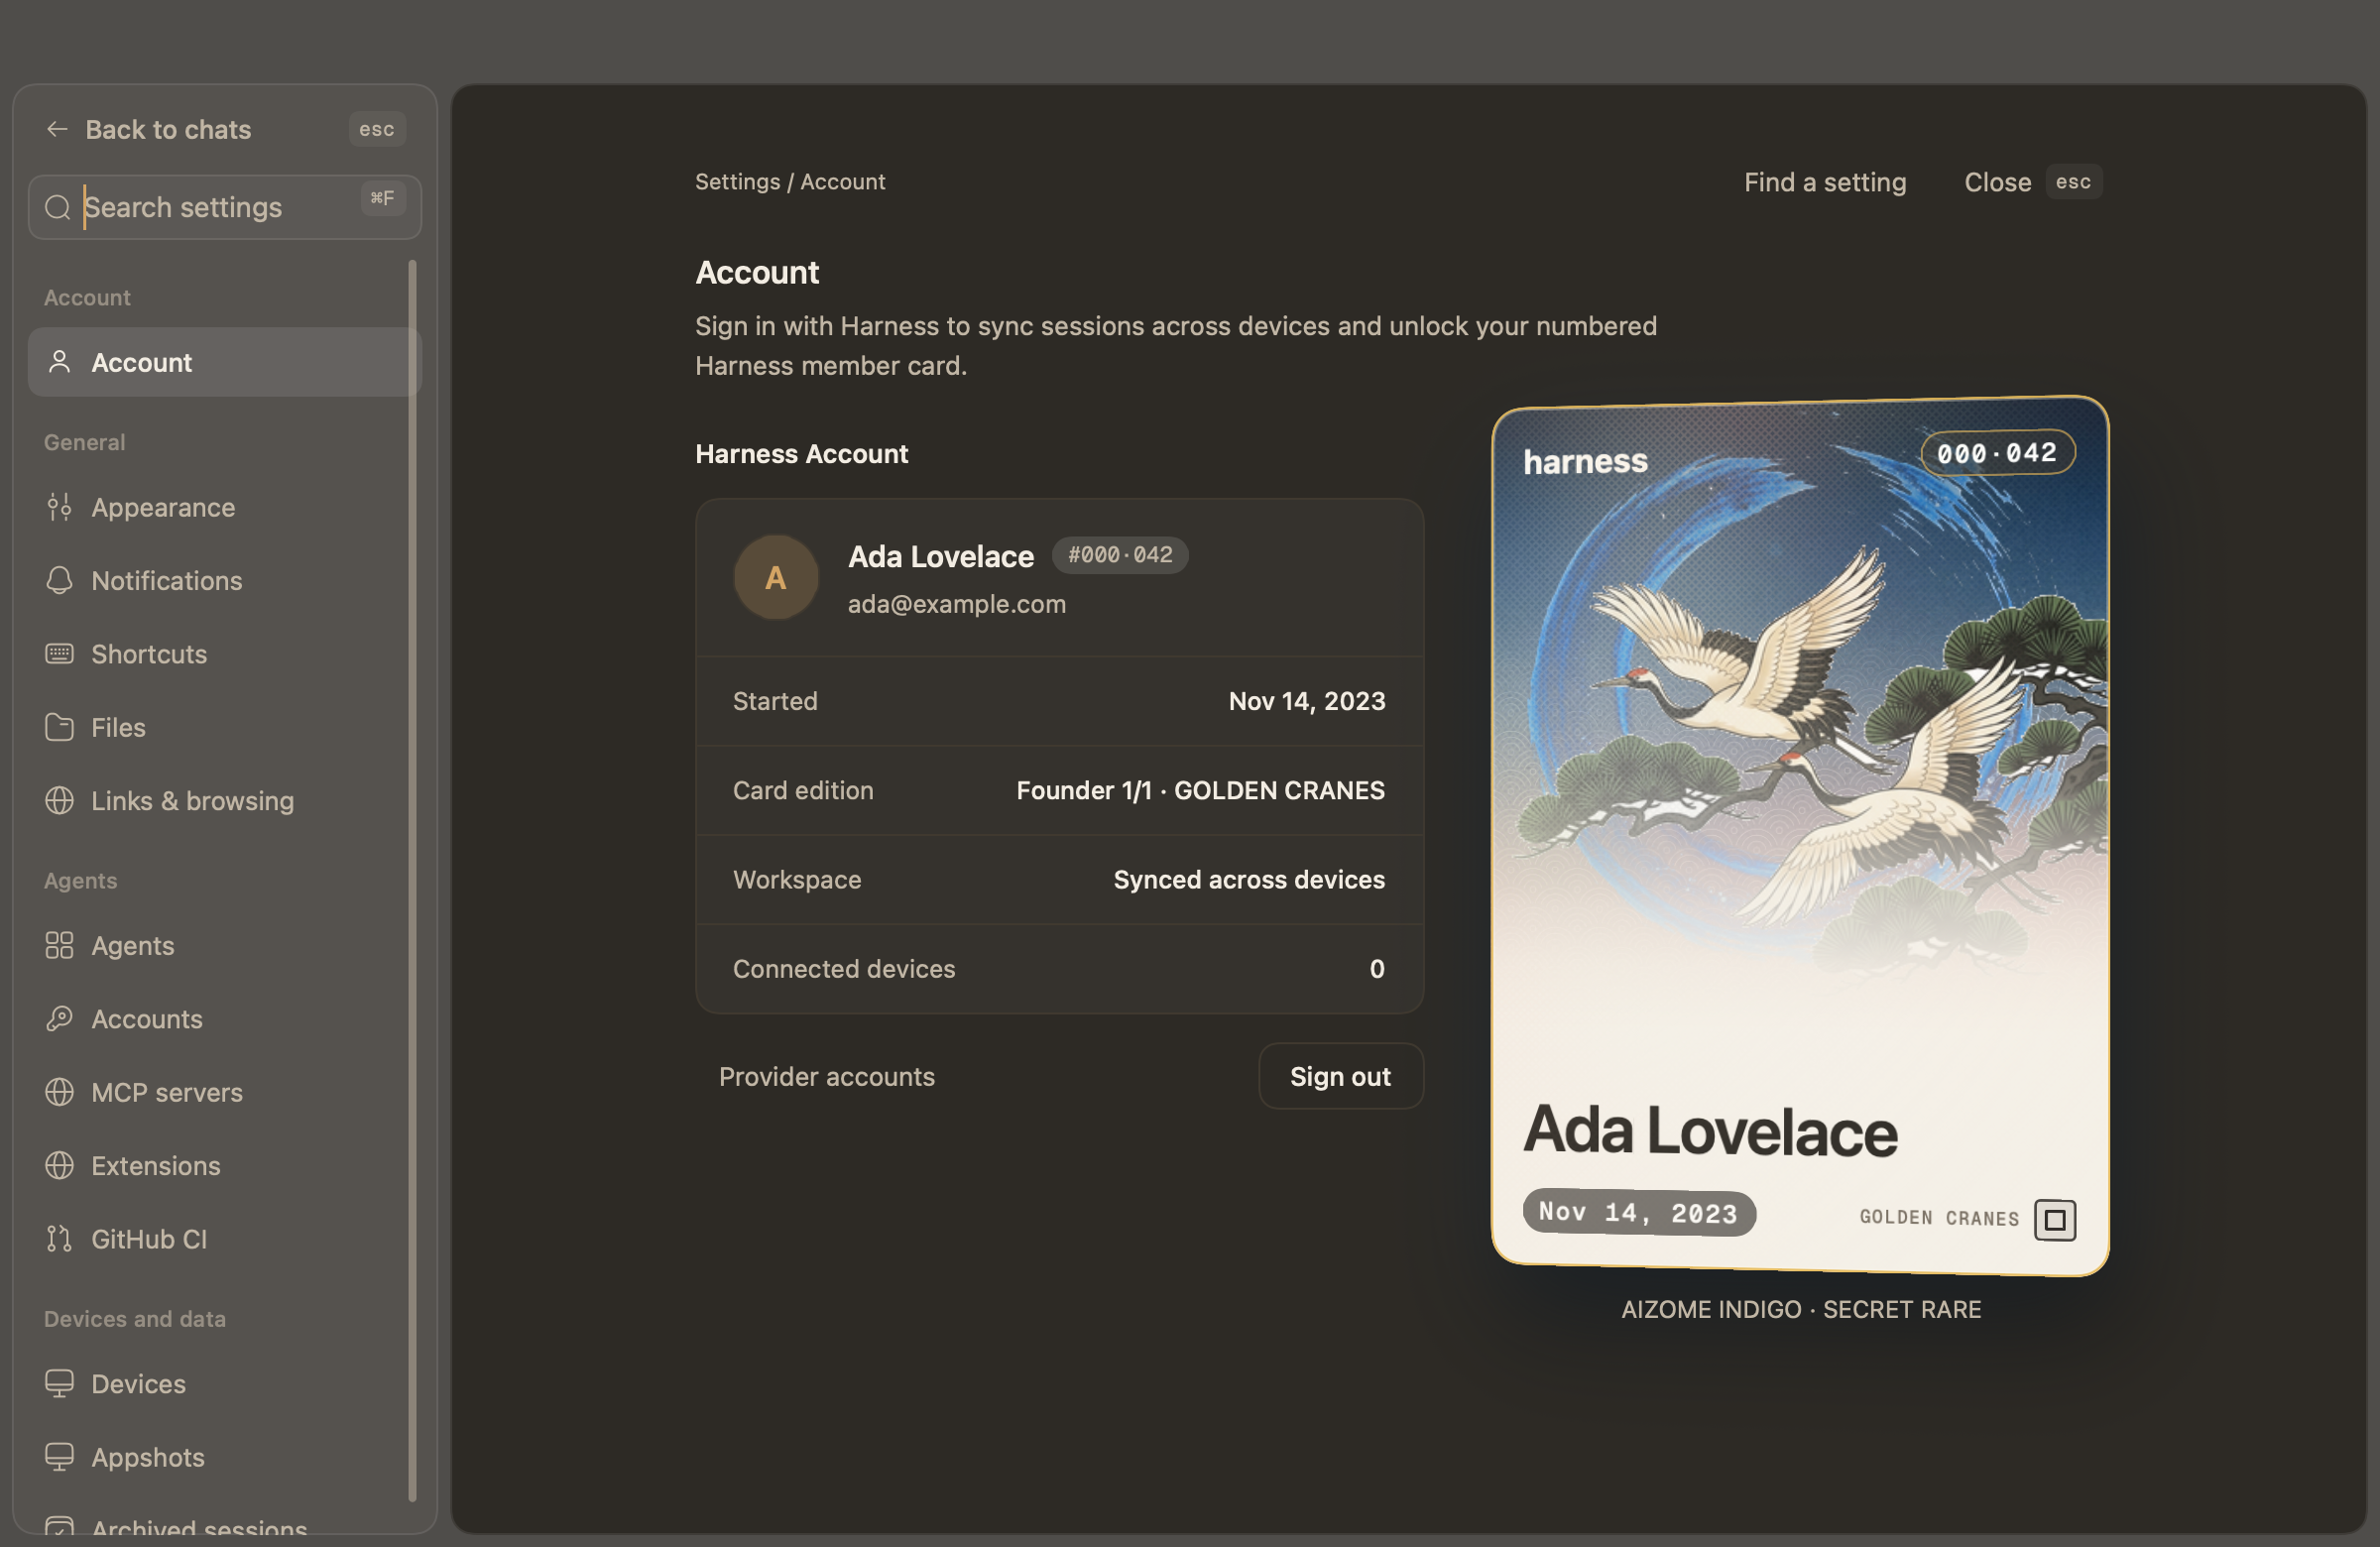 Back to chats esc
Search settings ⌘F
Account
Account
General
Appearance
Notifications
Shortcuts
Files
Links & browsing
Agents
Agents
Accounts
MCP servers
Extensions
GitHub CI
Devices and data
Devices
Appshots
Archived sessions
Settings / Account
Find a setting
Close esc
Account
Sign in with Harness to sync sessions across devices and unlock your numbered
Harness member card.
Harness Account
A
Ada Lovelace #000·042
ada@example.com
Started Nov 14, 2023
Card edition Founder 1/1 · GOLDEN CRANES
Workspace Synced across devices
Connected devices 0
Provider accounts
Sign out
harness 000·042
Ada Lovelace
Nov 14, 2023 GOLDEN CRANES
AIZOME INDIGO · SECRET RARE